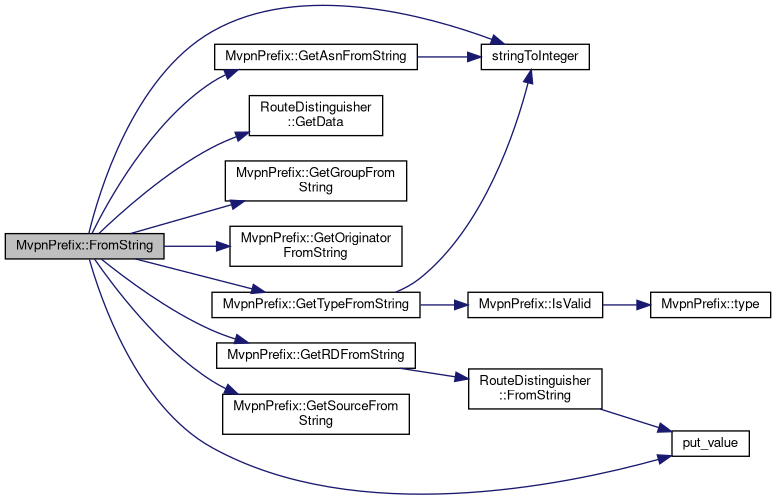 MvpnPrefix::GetAsnFromString
stringToInteger
RouteDistinguisher
::GetData
MvpnPrefix::GetGroupFrom
String
MvpnPrefix::FromString
MvpnPrefix::GetOriginator
FromString
MvpnPrefix::GetTypeFromString
MvpnPrefix::IsValid
MvpnPrefix::type
MvpnPrefix::GetRDFromString
RouteDistinguisher
::FromString
MvpnPrefix::GetSourceFrom
String
put_value